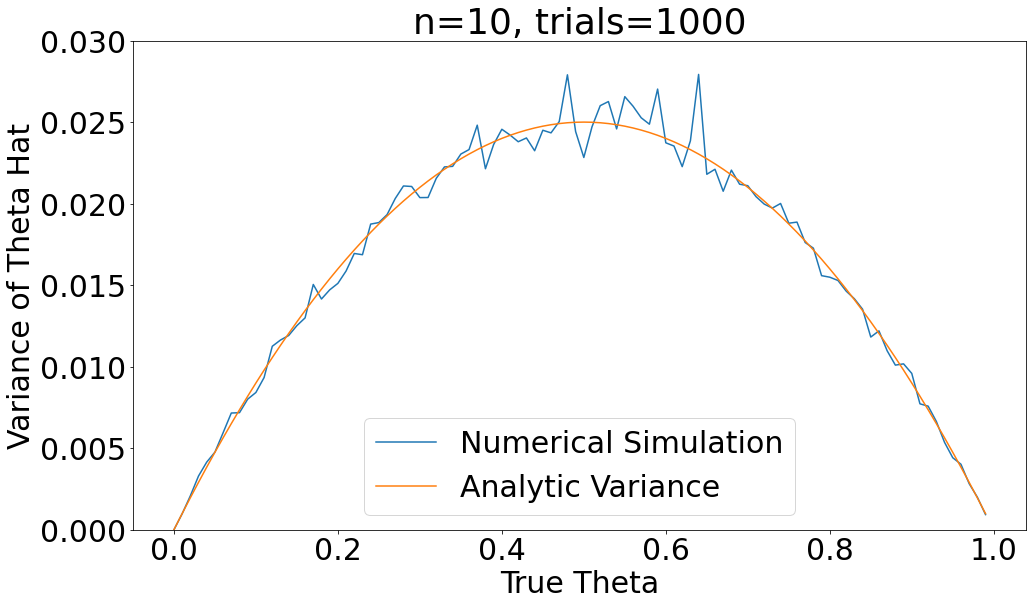 n=10, trials=1000
0.030
0.025
0.020
0.015
0.010
0.005
0.000
Variance of Theta Hat
Numerical Simulation
Analytic Variance
0.0 0.2 0.4 0.6 0.8 1.0
True Theta